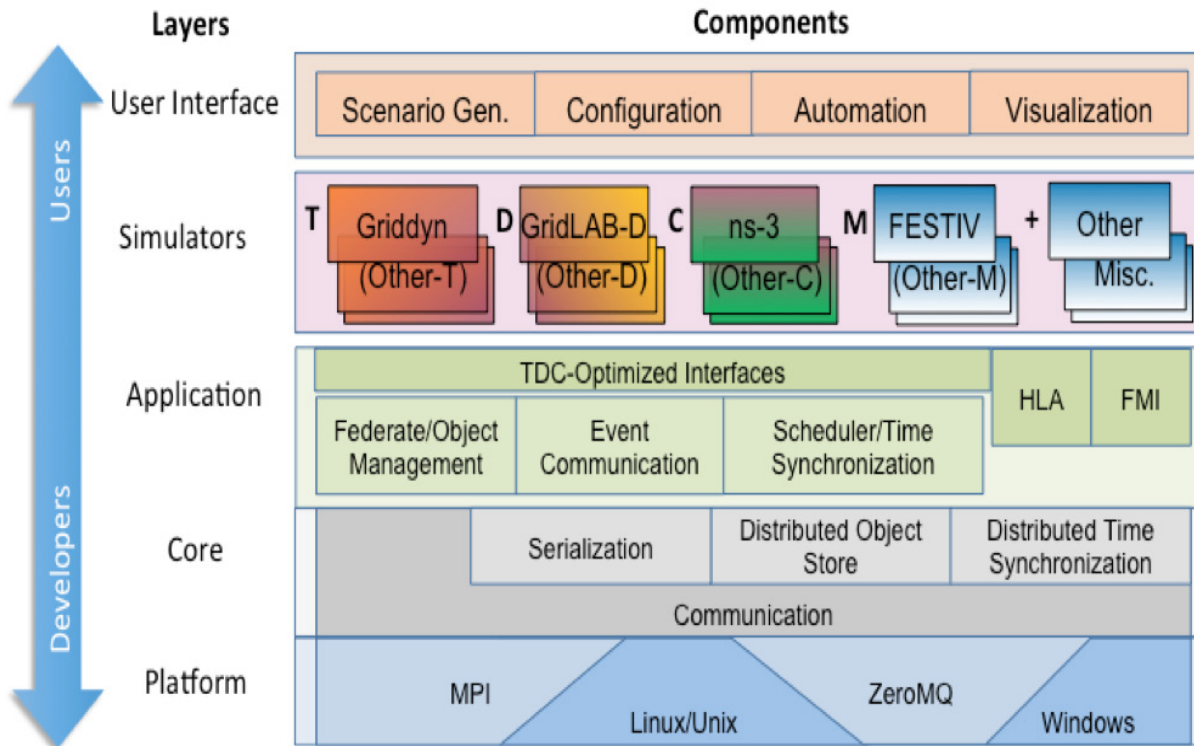 Layers
Components
Users
Developers
User Interface
Scenario Gen.
Configuration
Automation
Visualization
Simulators
T
Griddyn
(Other-T)
D
GridLAB-D
(Other-D)
C
ns-3
(Other-C)
M
FESTIV
(Other-M)
+
Other
Misc.
Application
TDC-Optimized Interfaces
HLA
FMI
Federate/Object
Management
Event
Communication
Scheduler/Time
Synchronization
Core
Serialization
Distributed Object
Store
Distributed Time
Synchronization
Communication
Platform
MPI
Linux/Unix
ZeroMQ
Windows